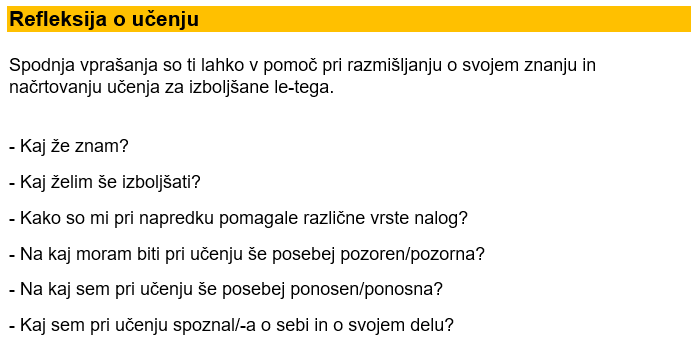 Refleksija o učenju
Spodnja vprašanja so ti lahko v pomoč pri razmišljanju o svojem znanju in
načrtovanju učenja za izboljšane le-tega.
- Kaj že znam?
- Kaj želim še izboljšati?
- Kako so mi pri napredku pomagale različne vrste nalog?
- Na kaj moram biti pri učenju še posebej pozoren/pozorna?
- Na kaj sem pri učenju še posebej ponosen/ponosna?
- Kaj sem pri učenju spoznal/-a o sebi in o svojem delu?